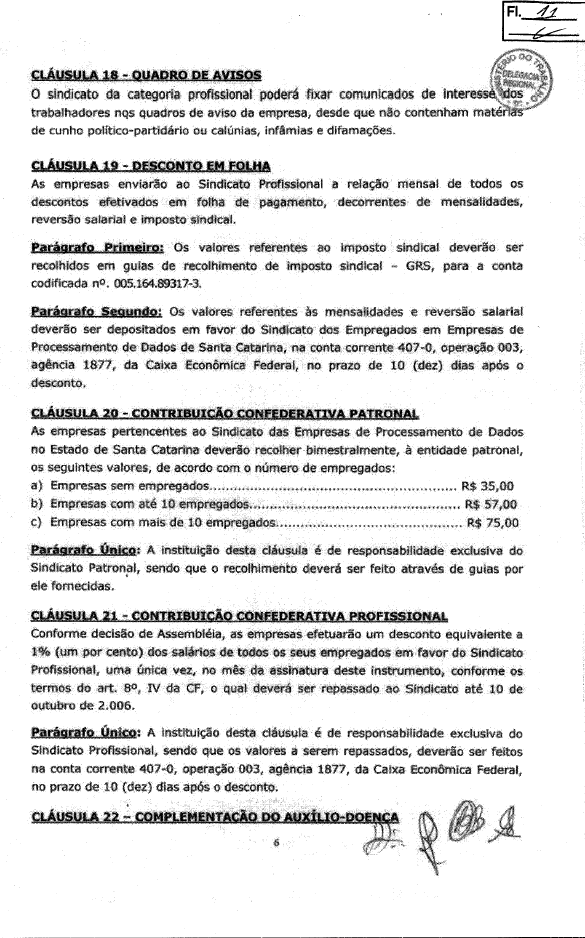 Fl. 11
MINISTÉRIO DO TRABALHO
DELEGACIA
REGIONAL
CLÁUSULA 18 - QUADRO DE AVISOS
O sindicato da categoria profissional poderá fixar comunicados de interesse dos
trabalhadores nqs quadros de aviso da empresa, desde que não contenham matérias
de cunho político-partidário ou calúnias, infâmias e difamações.
CLÁUSULA 19 - DESCONTO EM FOLHA
As empresas enviarão ao Sindicato Profissional a relação mensal de todos os
descontos efetivados em folha de pagamento, decorrentes de mensalidades,
reversão salarial e imposto sindical.
Parágrafo Primeiro: Os valores referentes ao imposto sindical deverão ser
recolhidos em guias de recolhimento de imposto sindical – GRS, para a conta
codificada nº. 005.164.89317-3.
Parágrafo Segundo: Os valores referentes às mensalidades e reversão salarial
deverão ser depositados em favor do Sindicato dos Empregados em Empresas de
Processamento de Dados de Santa Catarina, na conta corrente 407-0, operação 003,
agência 1877, da Caixa Econômica Federal, no prazo de 10 (dez) dias após o
desconto.
CLÁUSULA 20 - CONTRIBUIÇÃO CONFEDERATIVA PATRONAL
As empresas pertencentes ao Sindicato das Empresas de Processamento de Dados
no Estado de Santa Catarina deverão recolher bimestralmente, à entidade patronal,
os seguintes valores, de acordo com o número de empregados:
a) Empresas sem empregados........................................................ R$ 35,00
b) Empresas com até 10 empregados................................................ R$ 57,00
c) Empresas com mais de 10 empregados.......................................... R$ 75,00
Parágrafo Único: A instituição desta cláusula é de responsabilidade exclusiva do
Sindicato Patronal, sendo que o recolhimento deverá ser feito através de guias por
ele fornecidas.
CLÁUSULA 21 - CONTRIBUIÇÃO CONFEDERATIVA PROFISSIONAL
Conforme decisão de Assembléia, as empresas efetuarão um desconto equivalente a
1% (um por cento) dos salários de todos os seus empregados em favor do Sindicato
Profissional, uma única vez, no mês da assinatura deste instrumento, conforme os
termos do art. 8º, IV da CF, o qual deverá ser repassado ao Sindicato até 10 de
outubro de 2.006.
Parágrafo Único: A instituição desta cláusula é de responsabilidade exclusiva do
Sindicato Profissional, sendo que os valores a serem repassados, deverão ser feitos
na conta corrente 407-0, operação 003, agência 1877, da Caixa Econômica Federal,
no prazo de 10 (dez) dias após o desconto.
CLÁUSULA 22 – COMPLEMENTAÇÃO DO AUXÍLIO-DOENÇA
6